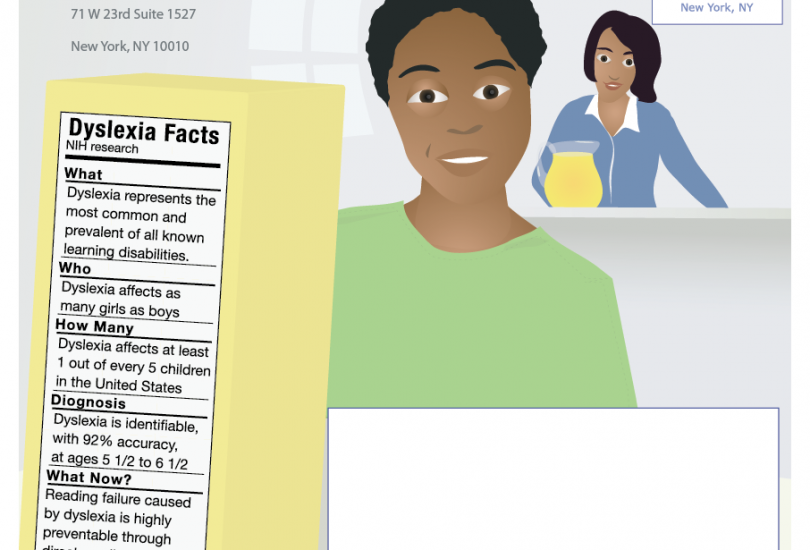 71 W 23rd Suite 1527
New York, NY 10010
New York, NY
Dyslexia Facts
NIH research
What
Dyslexia represents the
most common and
prevalent of all known
learning disabilities.
Who
Dyslexia affects as
many girls as boys
How Many
Dyslexia affects at least
1 out of every 5 children
in the United States
Diognosis
Dyslexia is identifiable,
with 92% accuracy,
at ages 5 1/2 to 6 1/2
What Now?
Reading failure caused
by dyslexia is highly
preventable through